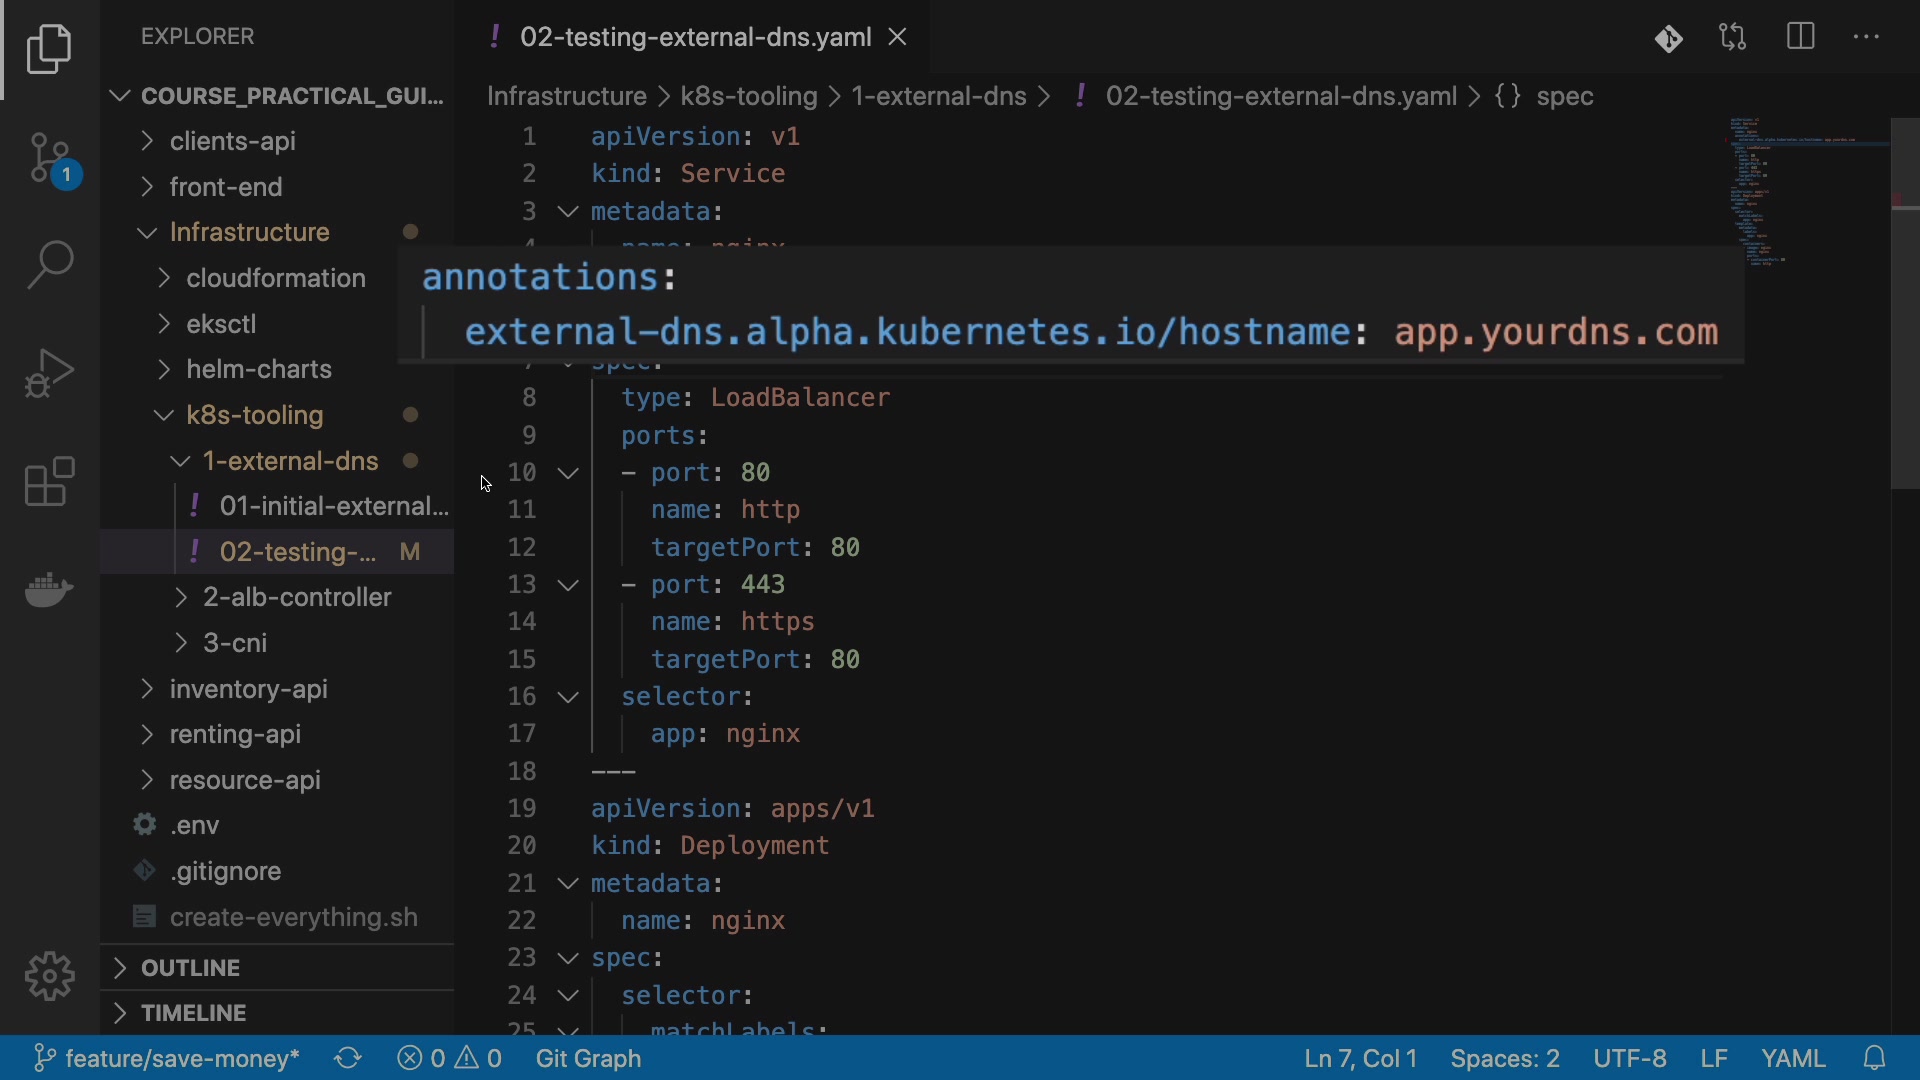 EXPLORER
! 02-testing-external-dns.yaml
COURSE_PRACTICAL_GUI...
clients-api
front-end
Infrastructure
cloudformation
eksctl
helm-charts
k8s-tooling
1-external-dns
! 01-initial-external...
! 02-testing-... M
2-alb-controller
3-cni
inventory-api
renting-api
resource-api
.env
.gitignore
create-everything.sh
OUTLINE
TIMELINE
1
Infrastructure > k8s-tooling > 1-external-dns > ! 02-testing-external-dns.yaml > {} spec
1 apiVersion: v1
2 kind: Service
3 metadata:
4 name: nginx
annotations:
external-dns.alpha.kubernetes.io/hostname: app.yourdns.com
7 spec:
8 type: LoadBalancer
9 ports:
10 - port: 80
11 name: http
12 targetPort: 80
13 - port: 443
14 name: https
15 targetPort: 80
16 selector:
17 app: nginx
18 ---
19 apiVersion: apps/v1
20 kind: Deployment
21 metadata:
22 name: nginx
23 spec:
24 selector:
25 matchLabels:
feature/save-money* 0 0 Git Graph Ln 7, Col 1 Spaces: 2 UTF-8 LF YAML